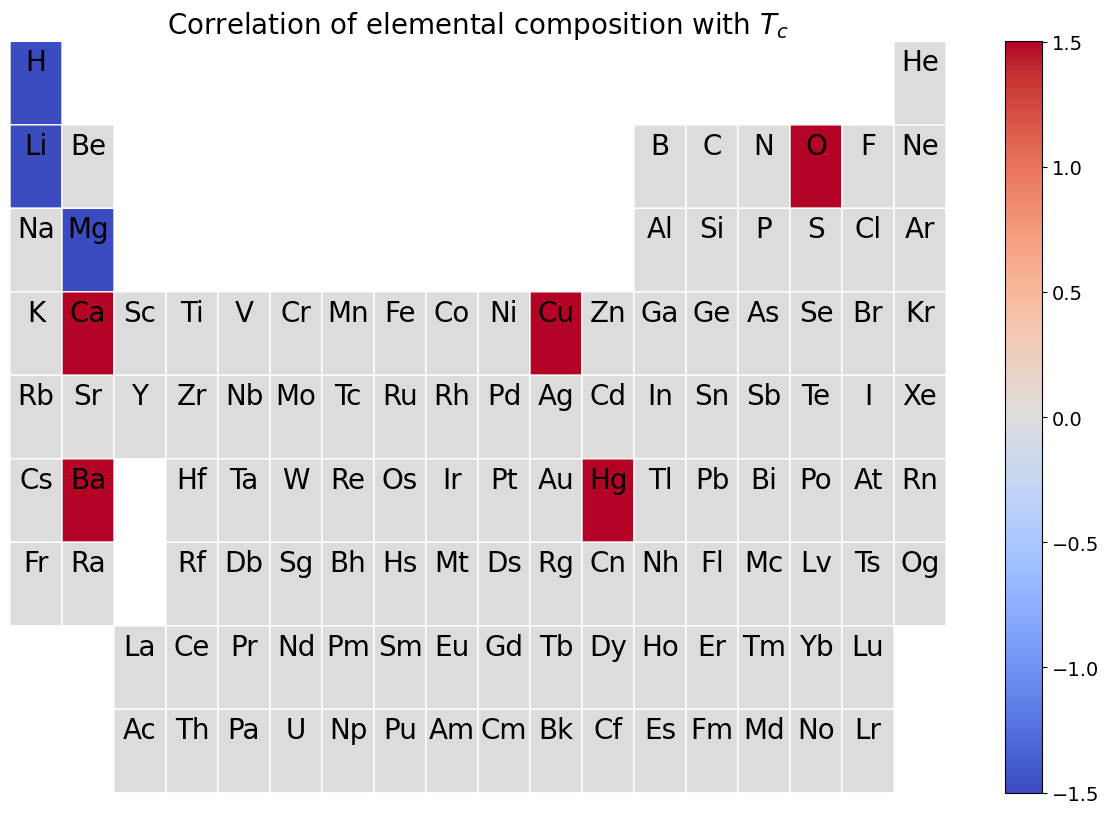 Correlation of elemental composition with $T_c$
H He
Li Be B C N O F Ne
Na Mg Al Si P S Cl Ar
K Ca Sc Ti V Cr Mn Fe Co Ni Cu Zn Ga Ge As Se Br Kr
Rb Sr Y Zr Nb Mo Tc Ru Rh Pd Ag Cd In Sn Sb Te I Xe
Cs Ba Hf Ta W Re Os Ir Pt Au Hg Tl Pb Bi Po At Rn
Fr Ra Rf Db Sg Bh Hs Mt Ds Rg Cn Nh Fl Mc Lv Ts Og
La Ce Pr Nd Pm Sm Eu Gd Tb Dy Ho Er Tm Yb Lu
Ac Th Pa U Np Pu Am Cm Bk Cf Es Fm Md No Lr
1.5
1.0
0.5
0.0
−0.5
−1.0
−1.5